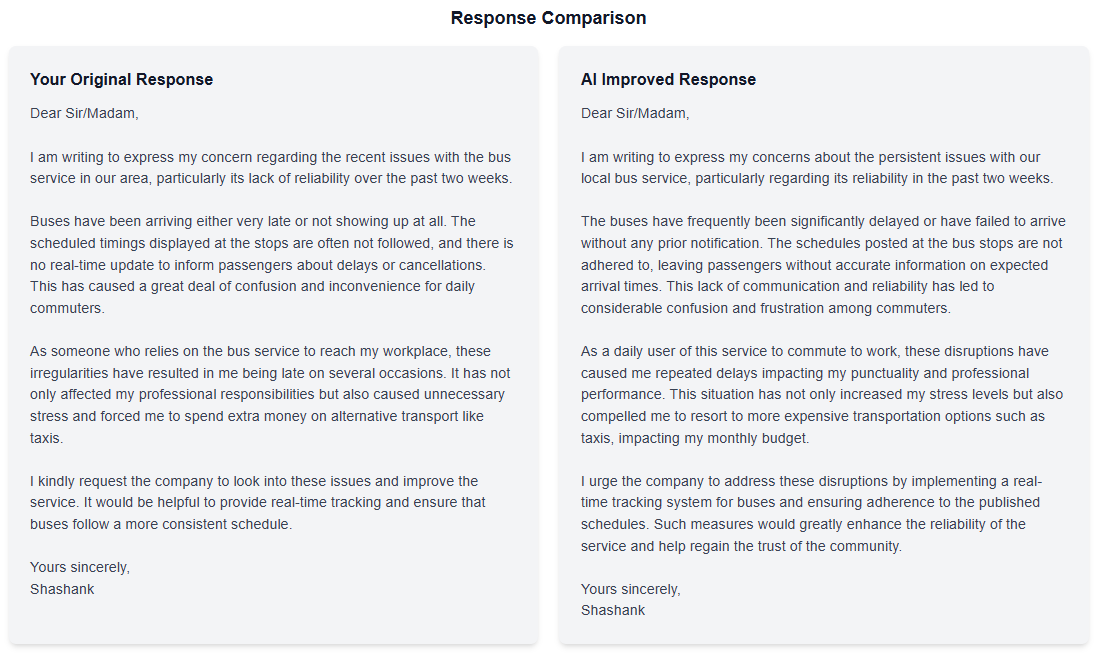 Response Comparison
Your Original Response
Dear Sir/Madam,
I am writing to express my concern regarding the recent issues with the bus
service in our area, particularly its lack of reliability over the past two weeks.
Buses have been arriving either very late or not showing up at all. The
scheduled timings displayed at the stops are often not followed, and there is
no real-time update to inform passengers about delays or cancellations.
This has caused a great deal of confusion and inconvenience for daily
commuters.
As someone who relies on the bus service to reach my workplace, these
irregularities have resulted in me being late on several occasions. It has not
only affected my professional responsibilities but also caused unnecessary
stress and forced me to spend extra money on alternative transport like
taxis.
I kindly request the company to look into these issues and improve the
service. It would be helpful to provide real-time tracking and ensure that
buses follow a more consistent schedule.
Yours sincerely,
Shashank
AI Improved Response
Dear Sir/Madam,
I am writing to express my concerns about the persistent issues with our
local bus service, particularly regarding its reliability in the past two weeks.
The buses have frequently been significantly delayed or have failed to arrive
without any prior notification. The schedules posted at the bus stops are not
adhered to, leaving passengers without accurate information on expected
arrival times. This lack of communication and reliability has led to
considerable confusion and frustration among commuters.
As a daily user of this service to commute to work, these disruptions have
caused me repeated delays impacting my punctuality and professional
performance. This situation has not only increased my stress levels but also
compelled me to resort to more expensive transportation options such as
taxis, impacting my monthly budget.
I urge the company to address these disruptions by implementing a real-
time tracking system for buses and ensuring adherence to the published
schedules. Such measures would greatly enhance the reliability of the
service and help regain the trust of the community.
Yours sincerely,
Shashank